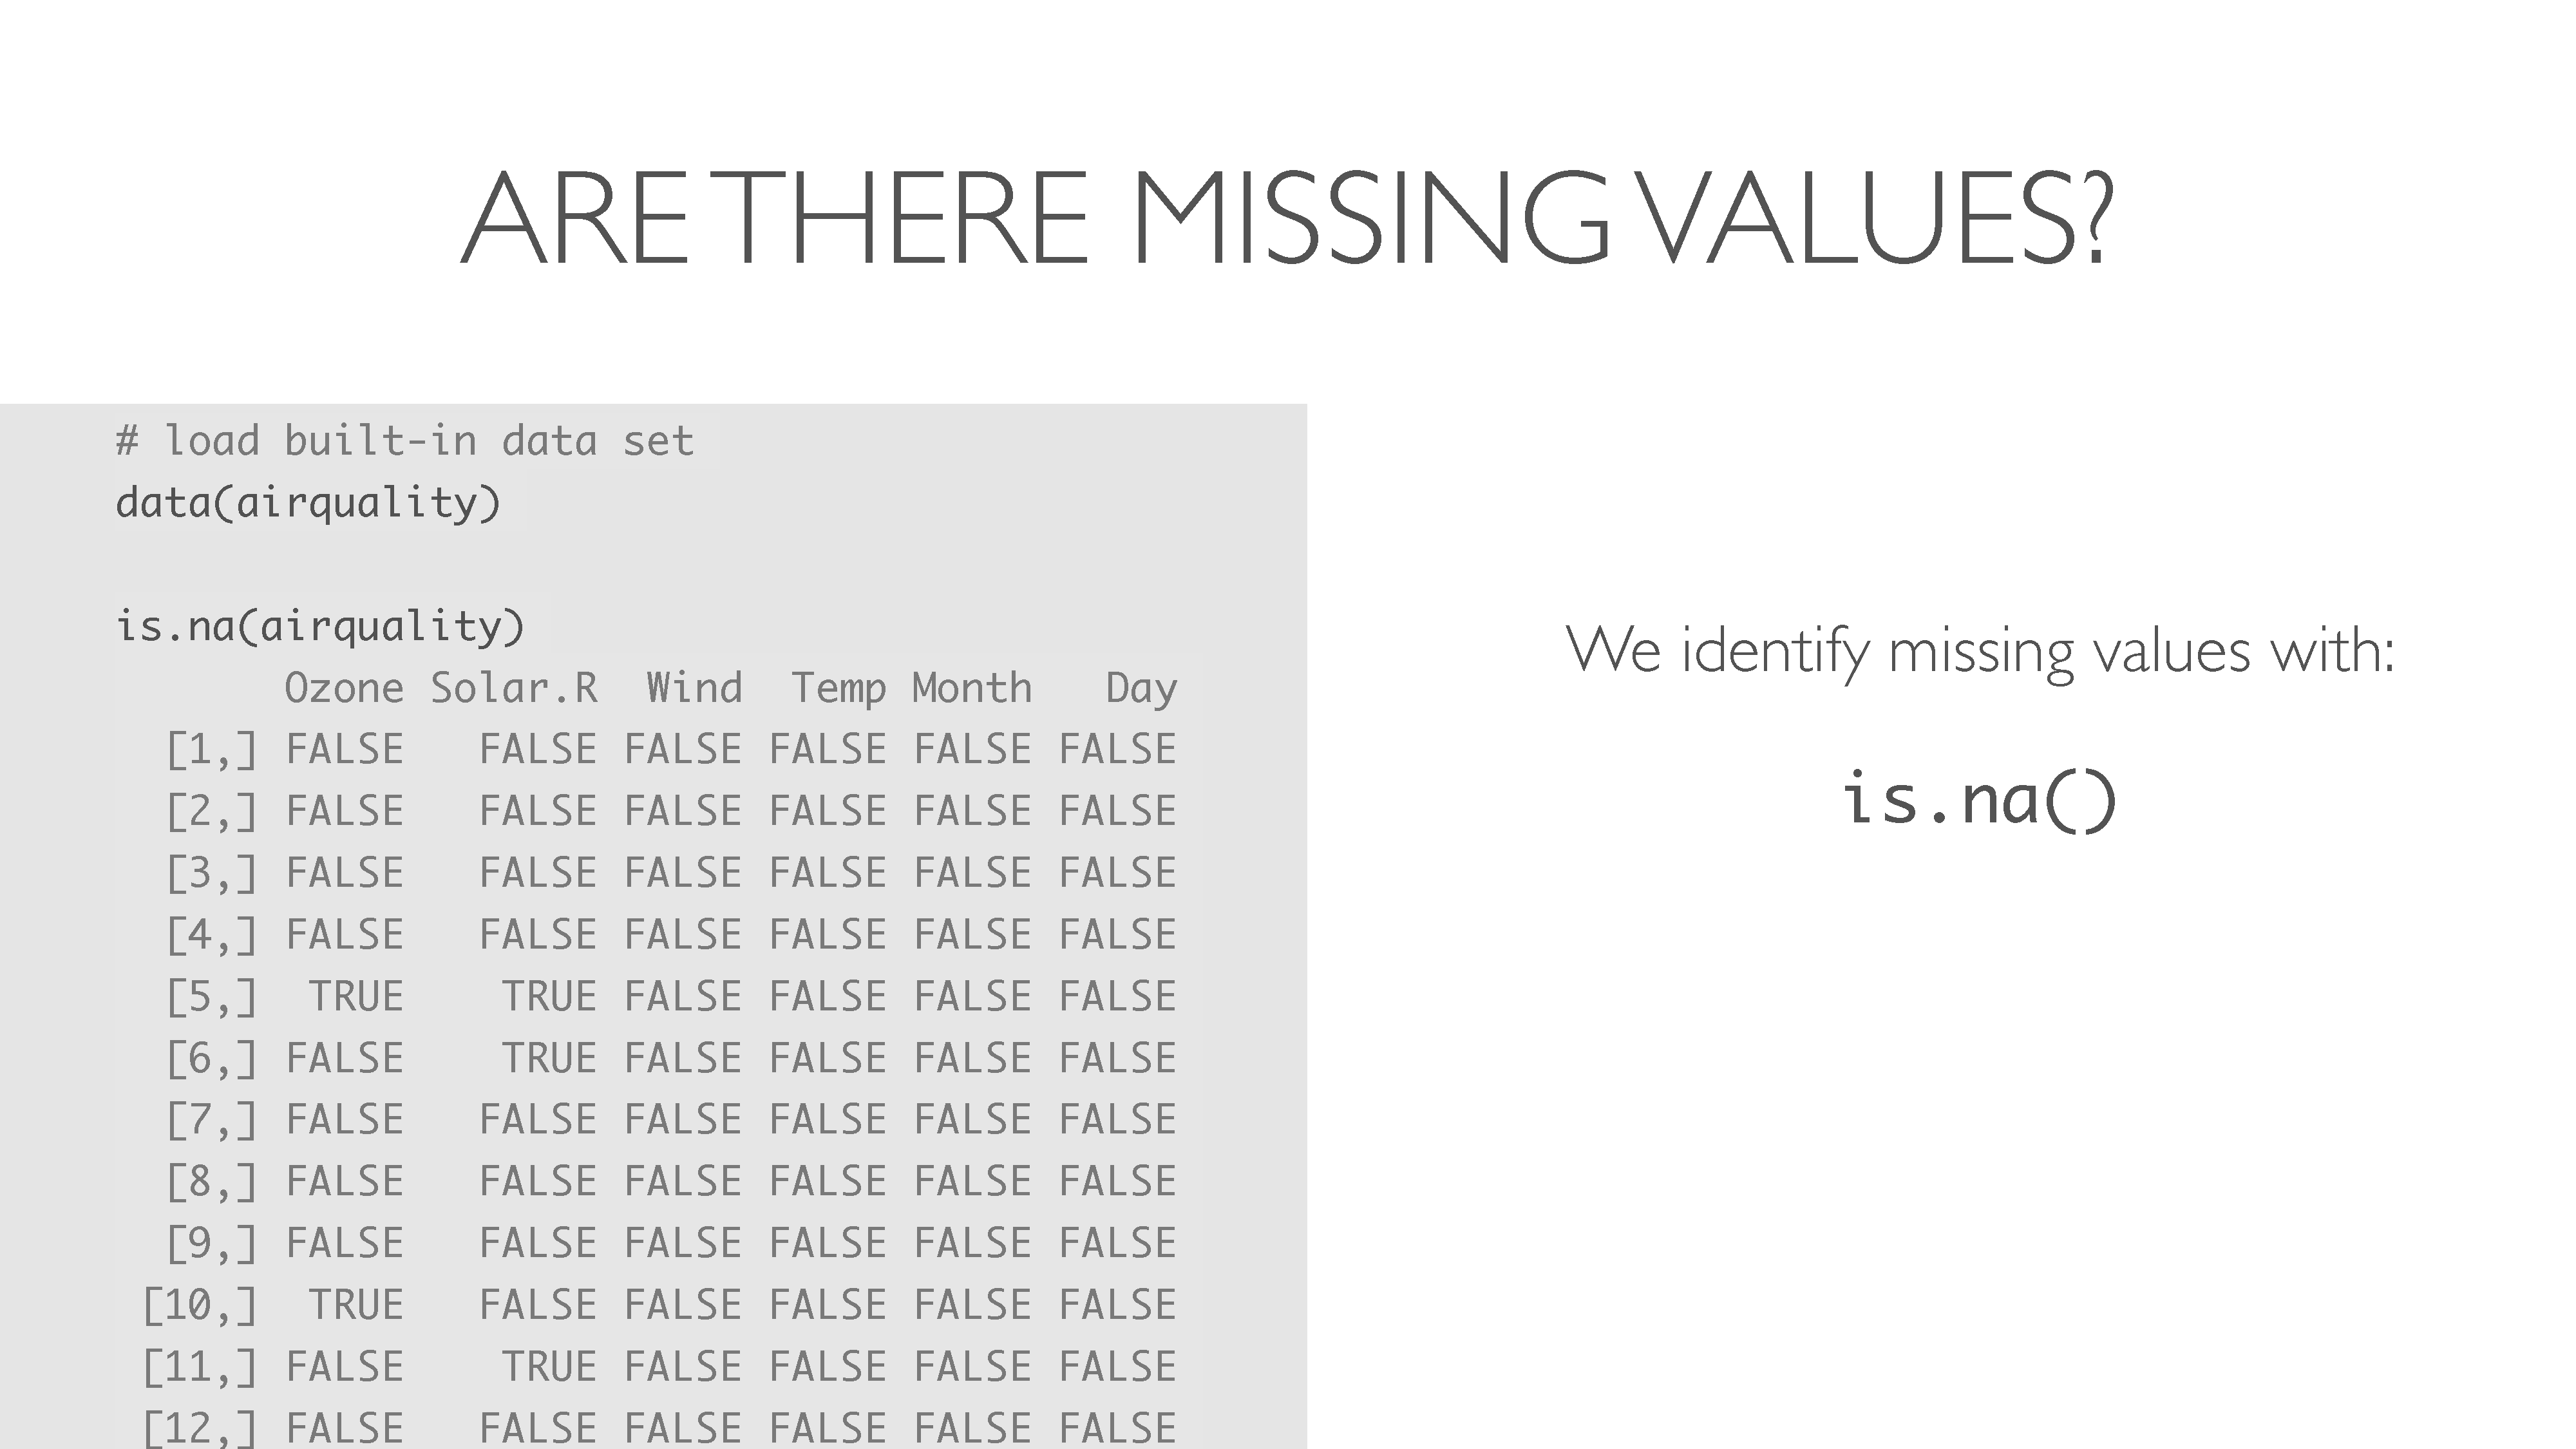 ARE THERE MISSING VALUES?
# load built-in data set
data(airquality)
is.na(airquality)
Ozone Solar.R Wind Temp Month Day
[1,] FALSE FALSE FALSE FALSE FALSE FALSE
[2,] FALSE FALSE FALSE FALSE FALSE FALSE
[3,] FALSE FALSE FALSE FALSE FALSE FALSE
[4,] FALSE FALSE FALSE FALSE FALSE FALSE
[5,] TRUE TRUE FALSE FALSE FALSE FALSE
[6,] FALSE TRUE FALSE FALSE FALSE FALSE
[7,] FALSE FALSE FALSE FALSE FALSE FALSE
[8,] FALSE FALSE FALSE FALSE FALSE FALSE
[9,] FALSE FALSE FALSE FALSE FALSE FALSE
[10,] TRUE FALSE FALSE FALSE FALSE FALSE
[11,] FALSE TRUE FALSE FALSE FALSE FALSE
[12,] FALSE FALSE FALSE FALSE FALSE FALSE
We identify missing values with:
is.na()